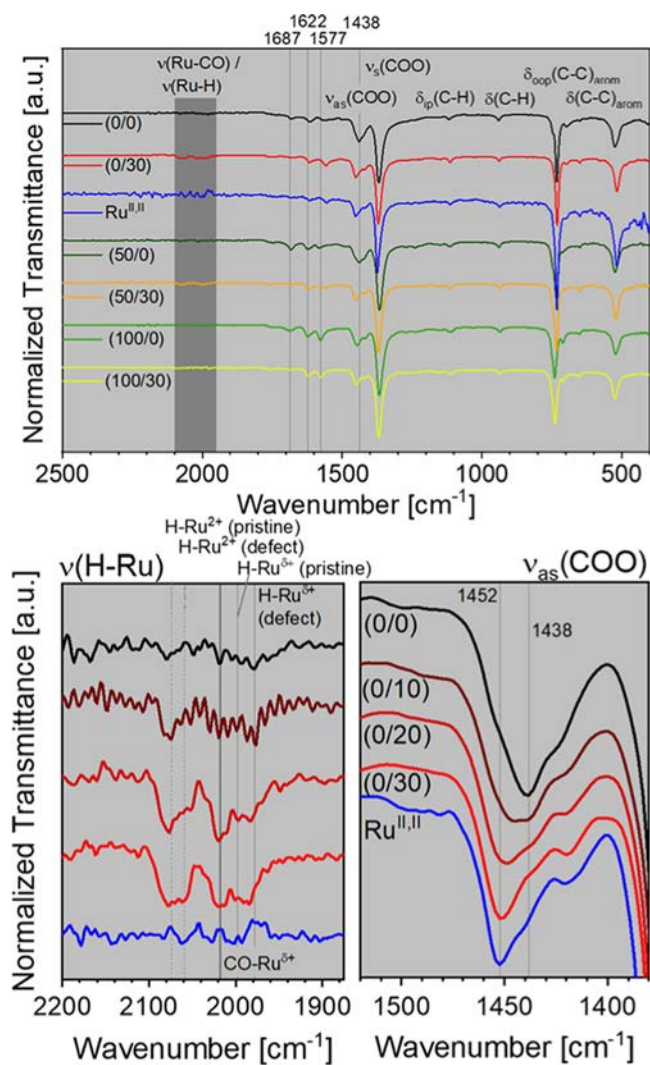 1622 1438
1687 1577
ν(Ru-CO) /
ν(Ru-H)
νs(COO)
νas(COO)
δip(C-H)
δ(C-H)
δoop(C-C)arom
δ(C-C)arom
(0/0)
(0/30)
RuII,II
(50/0)
(50/30)
(100/0)
(100/30)
Normalized Transmittance [a.u.]
2500 2000 1500 1000 500
Wavenumber [cm-1]
H-Ru2+ (pristine)
H-Ru2+ (defect)
H-Ruδ+ (pristine)
H-Ruδ+
(defect)
ν(H-Ru)
CO-Ruδ+
Normalized Transmittance [a.u.]
2200 2100 2000 1900
Wavenumber [cm-1]
νas(COO)
1452
1438
(0/0)
(0/10)
(0/20)
(0/30)
RuII,II
1500 1450 1400
Wavenumber [cm-1]